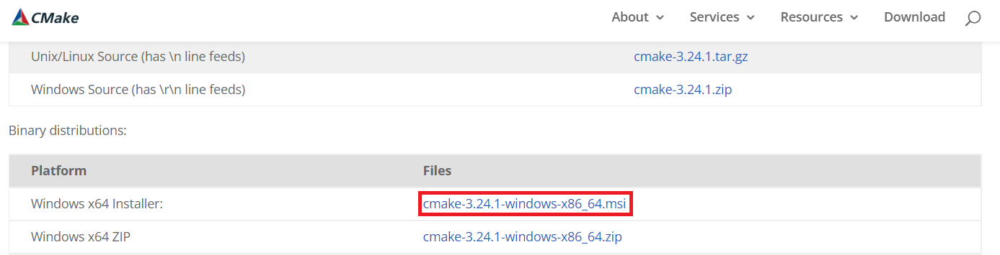 CMake About Services Resources Download
Unix/Linux Source (has \n line feeds) cmake-3.24.1.tar.gz
Windows Source (has \r\n line feeds) cmake-3.24.1.zip
Binary distributions:
Platform Files
Windows x64 Installer: cmake-3.24.1-windows-x86_64.msi
Windows x64 ZIP cmake-3.24.1-windows-x86_64.zip